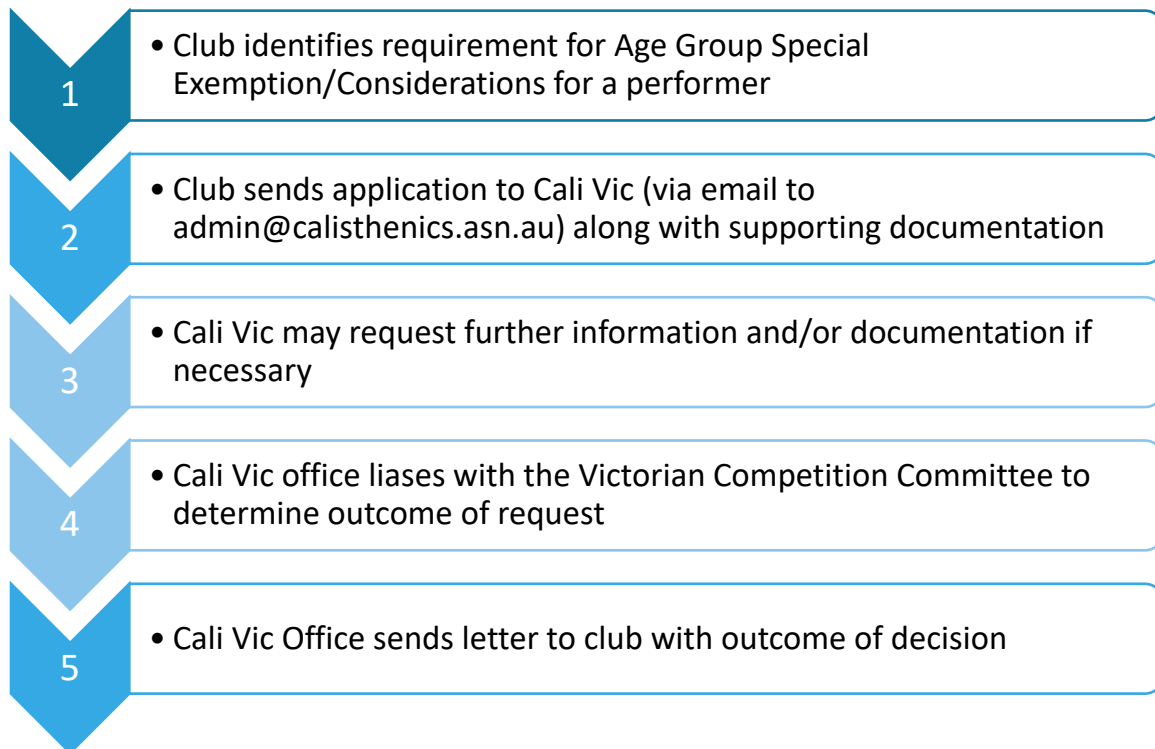 1
• Club identifies requirement for Age Group Special
Exemption/Considerations for a performer
2
• Club sends application to Cali Vic (via email to
admin@calisthenics.asn.au) along with supporting documentation
3
• Cali Vic may request further information and/or documentation if
necessary
4
• Cali Vic office liases with the Victorian Competition Committee to
determine outcome of request
5
• Cali Vic Office sends letter to club with outcome of decision